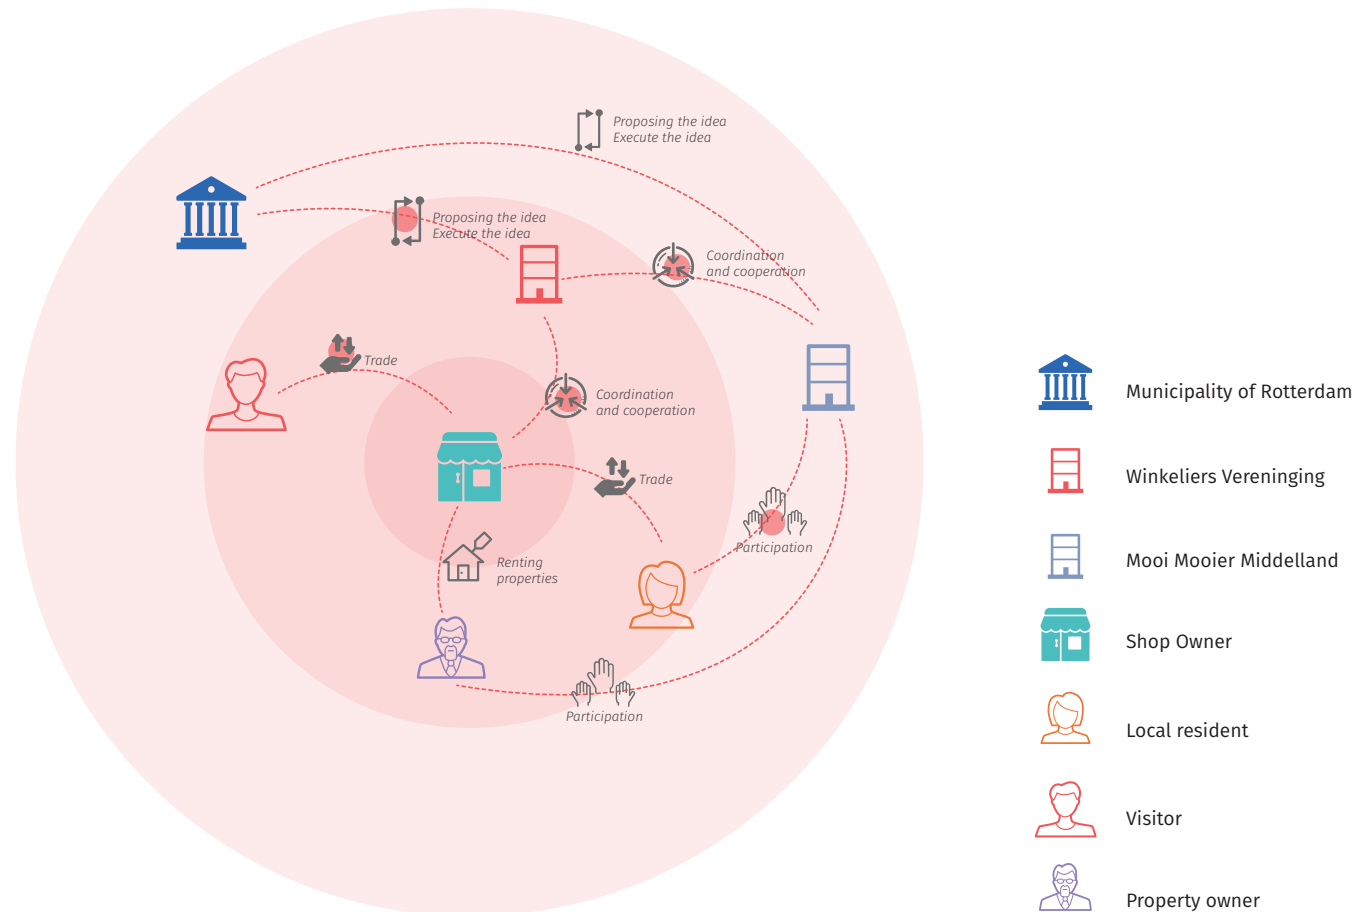 Proposing the idea
Execute the idea
Proposing the idea
Execute the idea
Coordination
and cooperation
Trade
Coordination
and cooperation
Trade
Participation
Renting
properties
Participation
Municipality of Rotterdam
Winkeliers Vereninging
Mooi Mooier Middelland
Shop Owner
Local resident
Visitor
Property owner